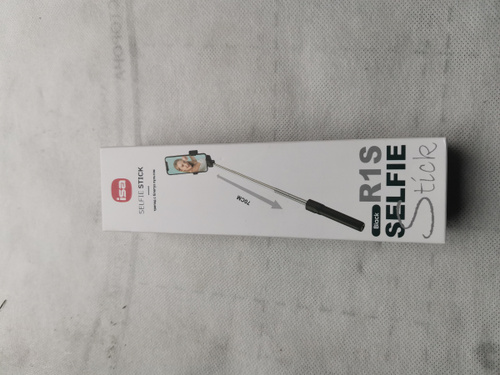 isa
SELFIE STICK
70CM
Black
R1S
SELFIE
Stick